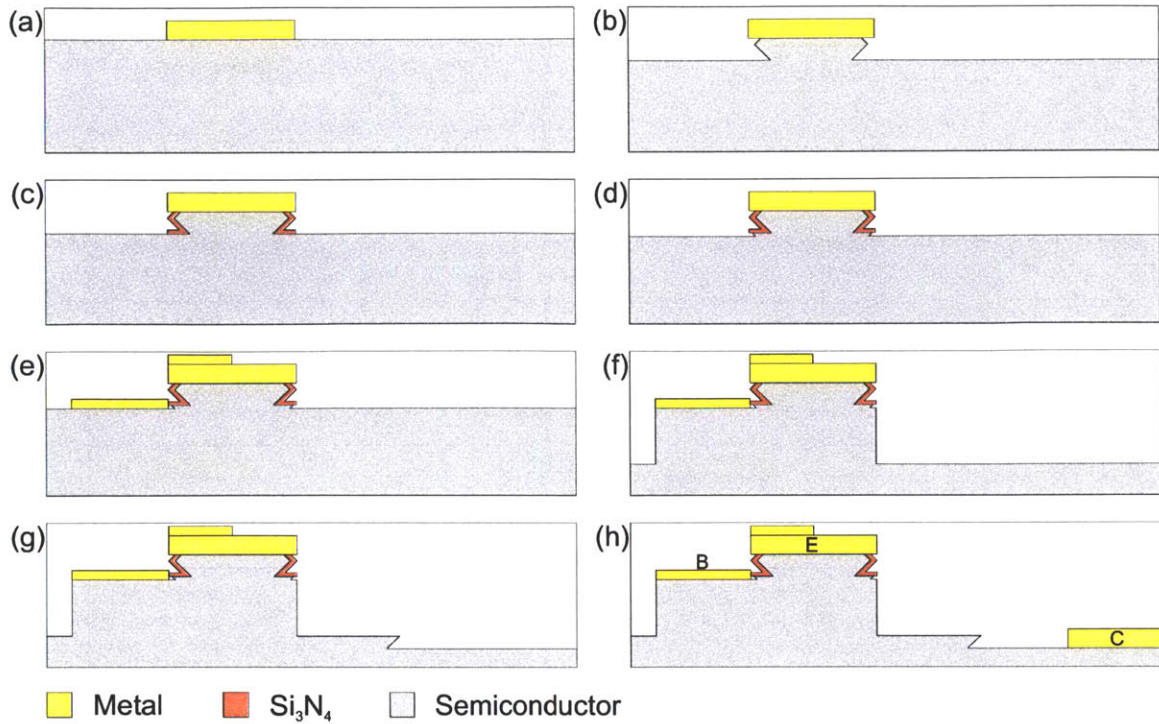 (a)
(b)
(c)
(d)
(e)
(f)
(g)
(h)
B
E
C
Metal
Si₃N₄
Semiconductor